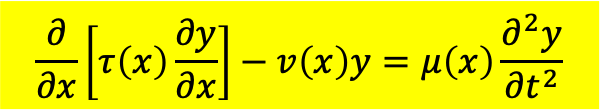 ∂/∂x [τ(x) ∂y/∂x] − v(x)y = μ(x) ∂²y/∂t²